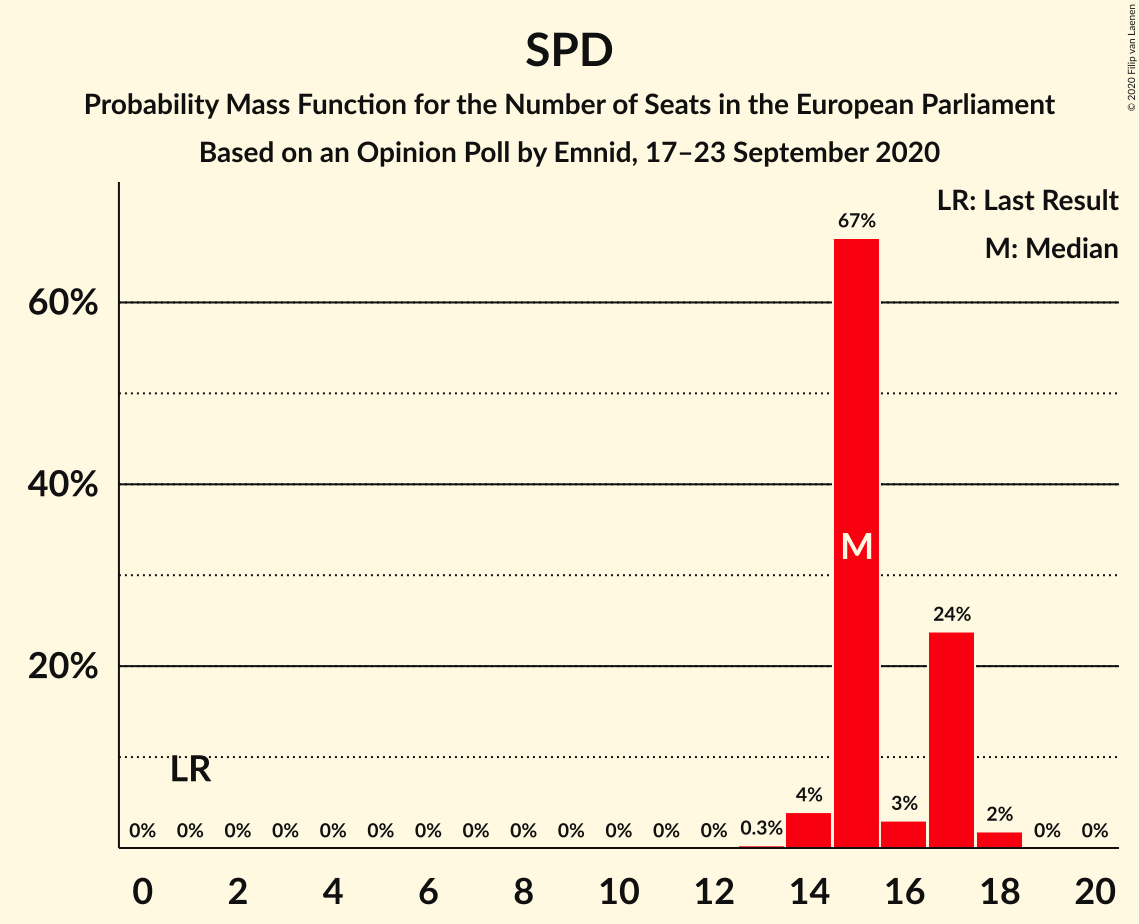 SPD
Probability Mass Function for the Number of Seats in the European Parliament
Based on an Opinion Poll by Emnid, 17–23 September 2020
© 2020 Filip van Laenen
LR: Last Result
M: Median
67%
60%
40%
M
24%
20%
LR
0% 0% 0% 0% 0% 0% 0% 0% 0% 0% 0% 0% 0% 0.3% 4% 3% 2% 0% 0%
0 2 4 6 8 10 12 14 16 18 20